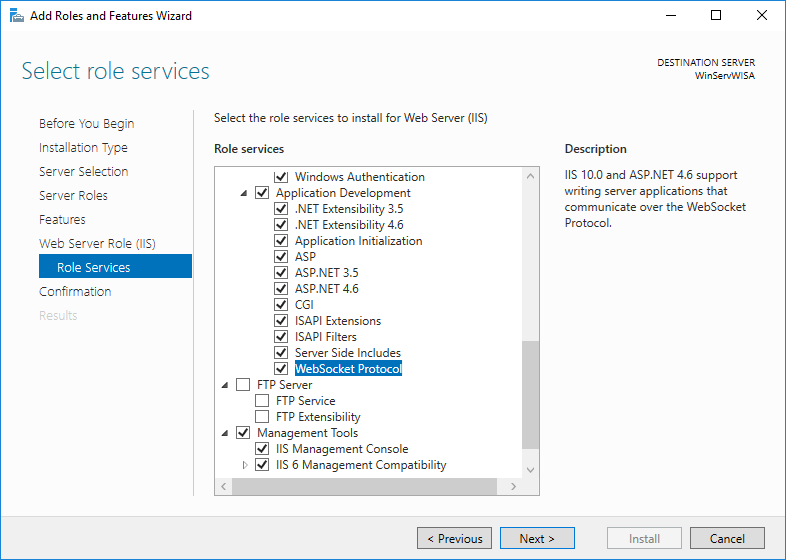 Add Roles and Features Wizard
Select role services
DESTINATION SERVER
WinServWISA
Before You Begin
Installation Type
Server Selection
Server Roles
Features
Web Server Role (IIS)
Role Services
Confirmation
Results
Select the role services to install for Web Server (IIS)
Role services
Windows Authentication
Application Development
.NET Extensibility 3.5
.NET Extensibility 4.6
Application Initialization
ASP
ASP.NET 3.5
ASP.NET 4.6
CGI
ISAPI Extensions
ISAPI Filters
Server Side Includes
WebSocket Protocol
FTP Server
FTP Service
FTP Extensibility
Management Tools
IIS Management Console
IIS 6 Management Compatibility
Description
IIS 10.0 and ASP.NET 4.6 support
writing server applications that
communicate over the WebSocket
Protocol.
< Previous
Next >
Install
Cancel